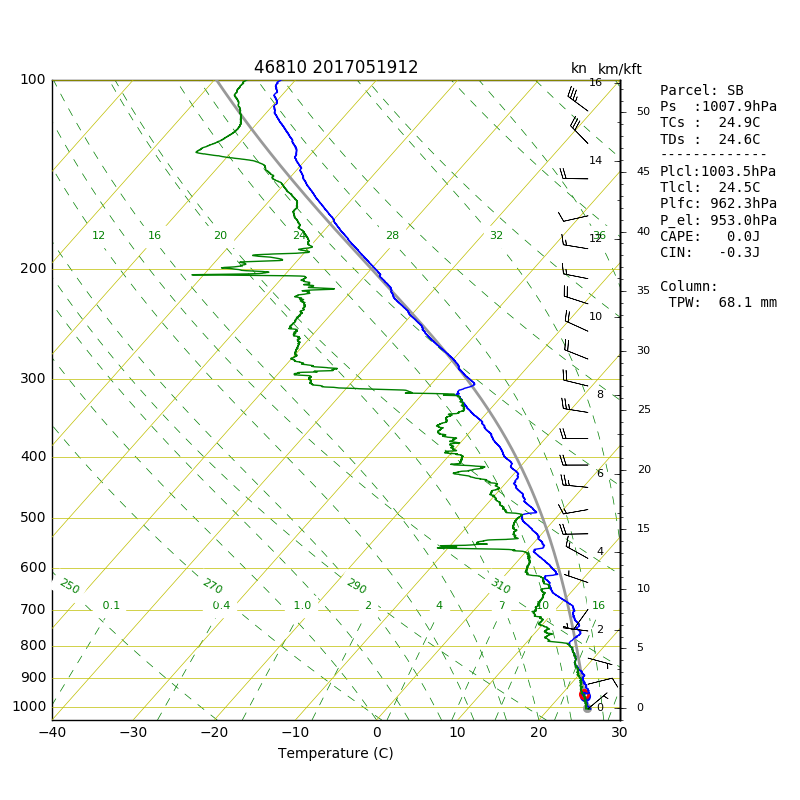 46810 2017051912
kn km/kft
Parcel: SB
Ps  :1007.9hPa
TCs :  24.9C
TDs :  24.6C
-------------
Plcl:1003.5hPa
Tlcl:  24.5C
Plfc: 962.3hPa
P_el: 953.0hPa
CAPE:   0.0J
CIN:   -0.3J
Column:
TPW:  68.1 mm
100
200
300
400
500
600
700
800
900
1000
12 16 20 24 28 32 36
250 270 290 310
0.1 0.4 1.0 2 4 7 10 16
16
14
12
10
8
6
4
2
0
50
45
40
35
30
25
20
15
10
5
0
−40 −30 −20 −10 0 10 20 30
Temperature (C)